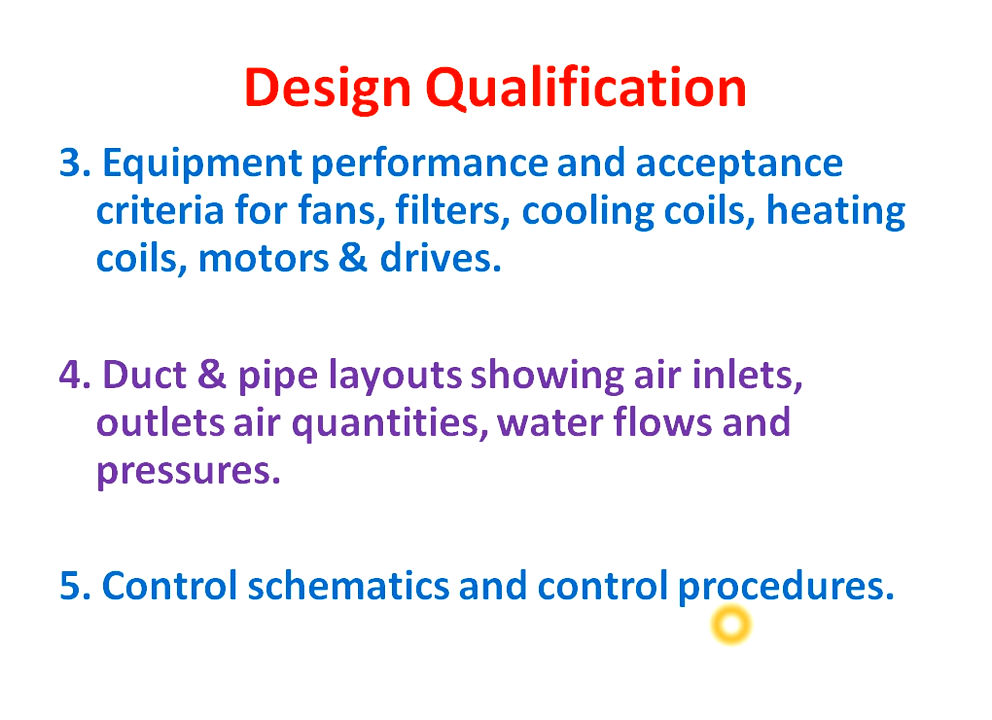 Design Qualification
3. Equipment performance and acceptance
criteria for fans, filters, cooling coils, heating
coils, motors & drives.
4. Duct & pipe layouts showing air inlets,
outlets air quantities, water flows and
pressures.
5. Control schematics and control procedures.